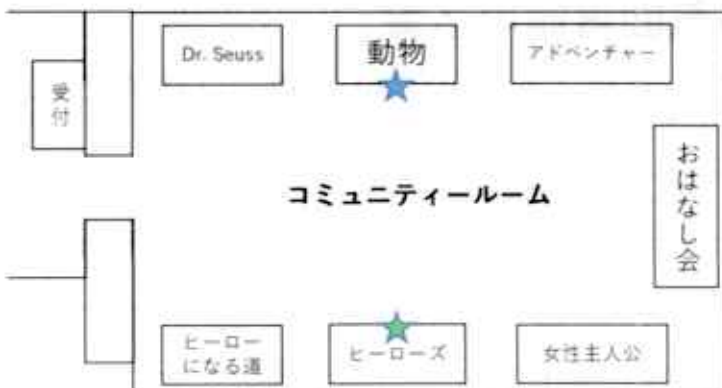 Dr. Seuss
動物
アドベンチャー
受
付
コミュニティールーム
おはなし会
ヒーロー
になる道
ヒーローズ
女性主人公